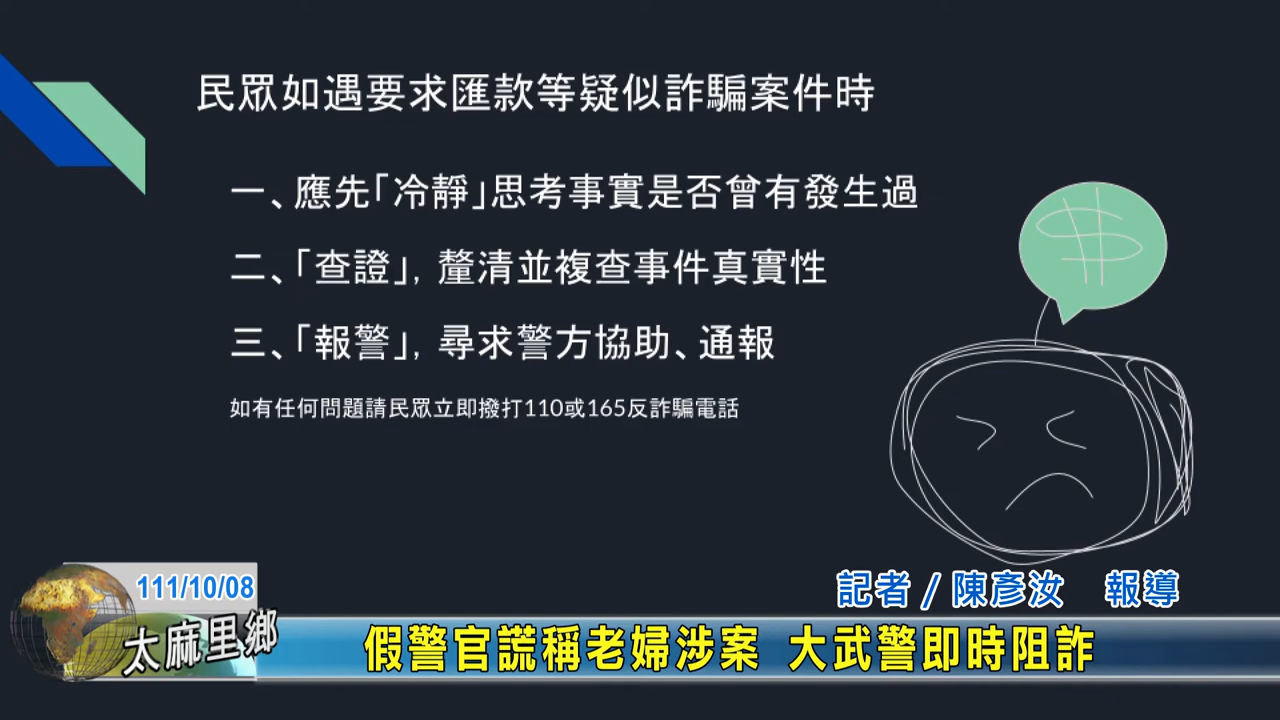 民眾如遇要求匯款等疑似詐騙案件時
一、應先「冷靜」思考事實是否曾有發生過
二、「查證」, 釐清並複查事件真實性
三、「報警」, 尋求警方協助、通報
如有任何問題請民眾立即撥打110或165反詐騙電話
111/10/08
記者/陳彥汝 報導
太麻里鄉
假警官謊稱老婦涉案 大武警即時阻詐